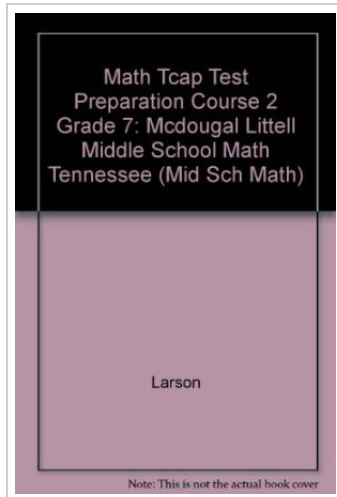 Math Tcap Test
Preparation Course 2
Grade 7: Mcdougal Littell
Middle School Math
Tennessee (Mid Sch Math)
Larson
Note: This is not the actual book cover